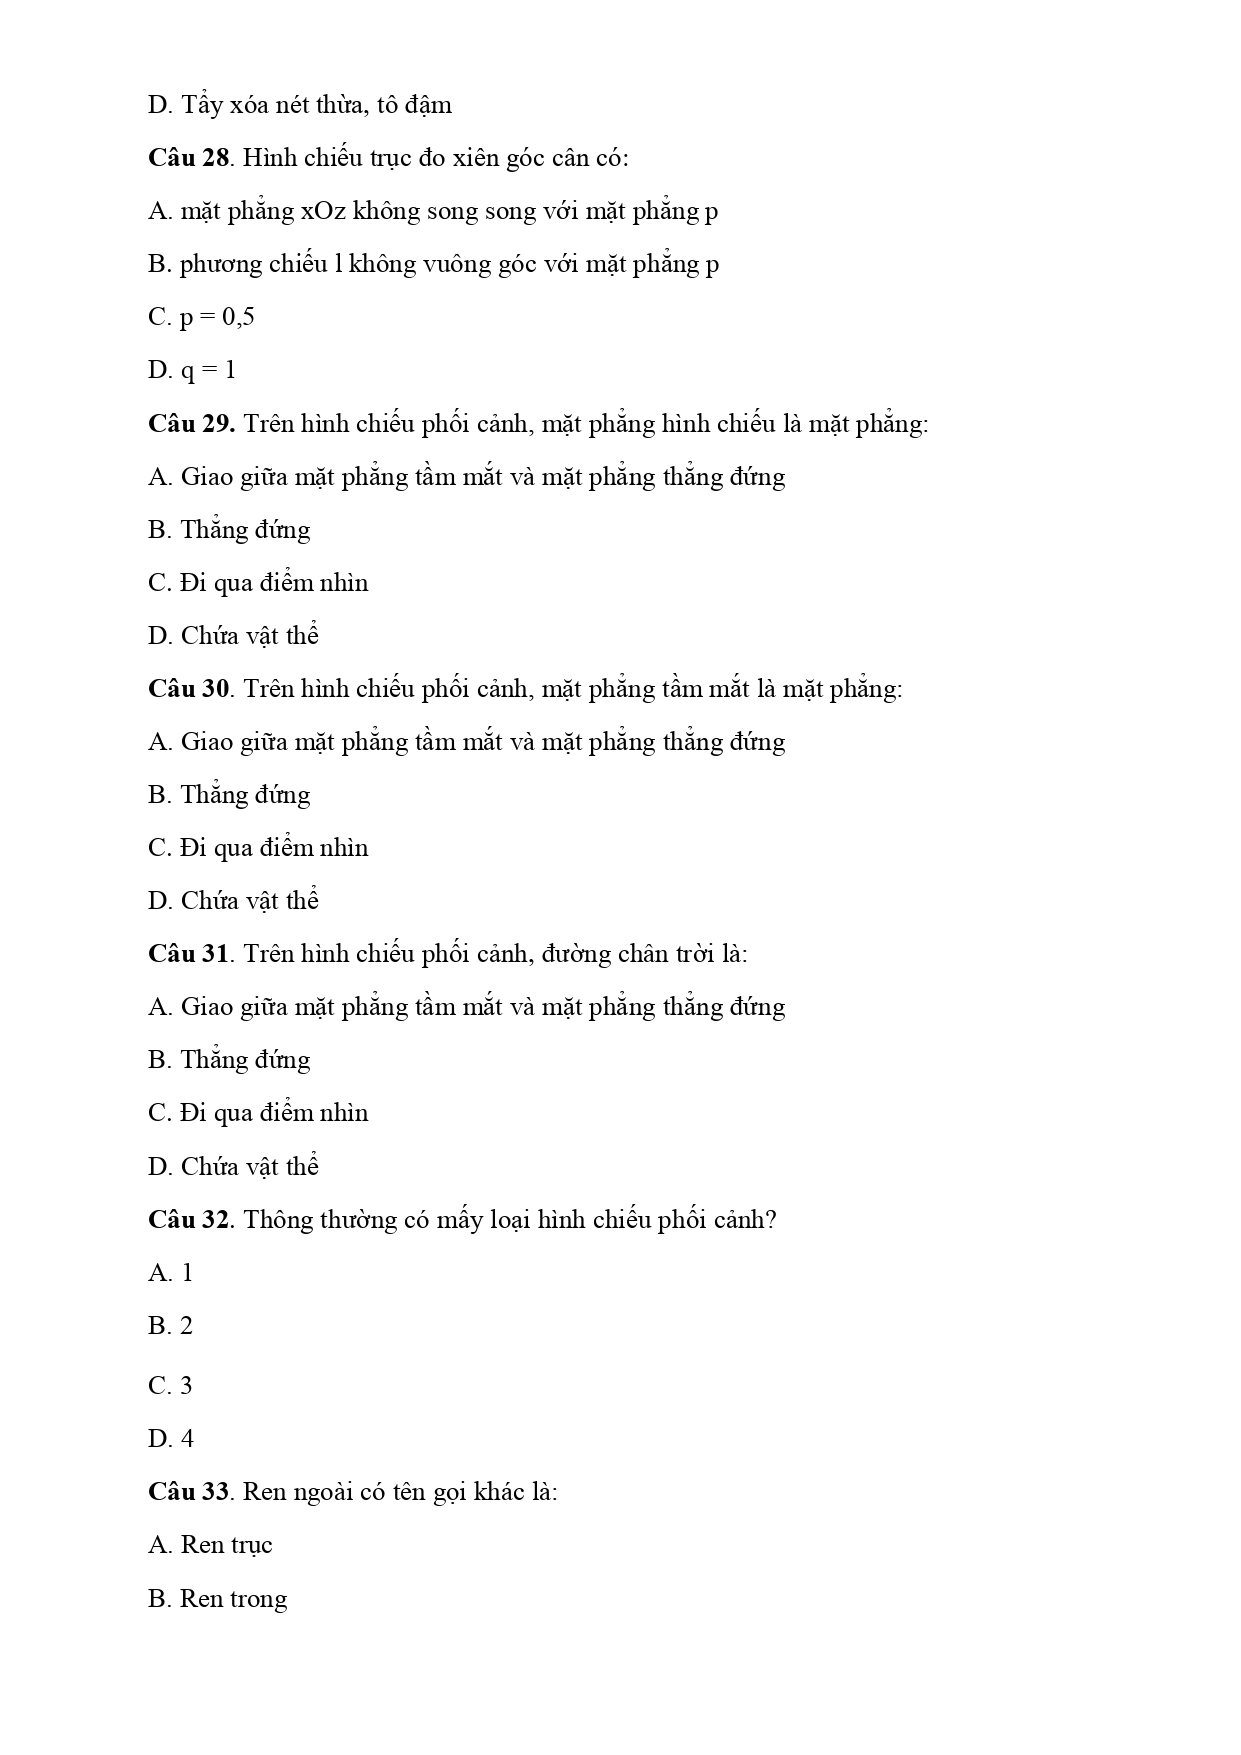 D. Tẩy xóa nét thừa, tô đậm
Câu 28. Hình chiếu trục đo xiên góc cân có:
A. mặt phẳng xOz không song song với mặt phẳng p
B. phương chiếu l không vuông góc với mặt phẳng p
C. p = 0,5
D. q = 1
Câu 29. Trên hình chiếu phối cảnh, mặt phẳng hình chiếu là mặt phẳng:
A. Giao giữa mặt phẳng tầm mắt và mặt phẳng thẳng đứng
B. Thẳng đứng
C. Đi qua điểm nhìn
D. Chứa vật thể
Câu 30. Trên hình chiếu phối cảnh, mặt phẳng tầm mắt là mặt phẳng:
A. Giao giữa mặt phẳng tầm mắt và mặt phẳng thẳng đứng
B. Thẳng đứng
C. Đi qua điểm nhìn
D. Chứa vật thể
Câu 31. Trên hình chiếu phối cảnh, đường chân trời là:
A. Giao giữa mặt phẳng tầm mắt và mặt phẳng thẳng đứng
B. Thẳng đứng
C. Đi qua điểm nhìn
D. Chứa vật thể
Câu 32. Thông thường có mấy loại hình chiếu phối cảnh?
A. 1
B. 2
C. 3
D. 4
Câu 33. Ren ngoài có tên gọi khác là:
A. Ren trục
B. Ren trong